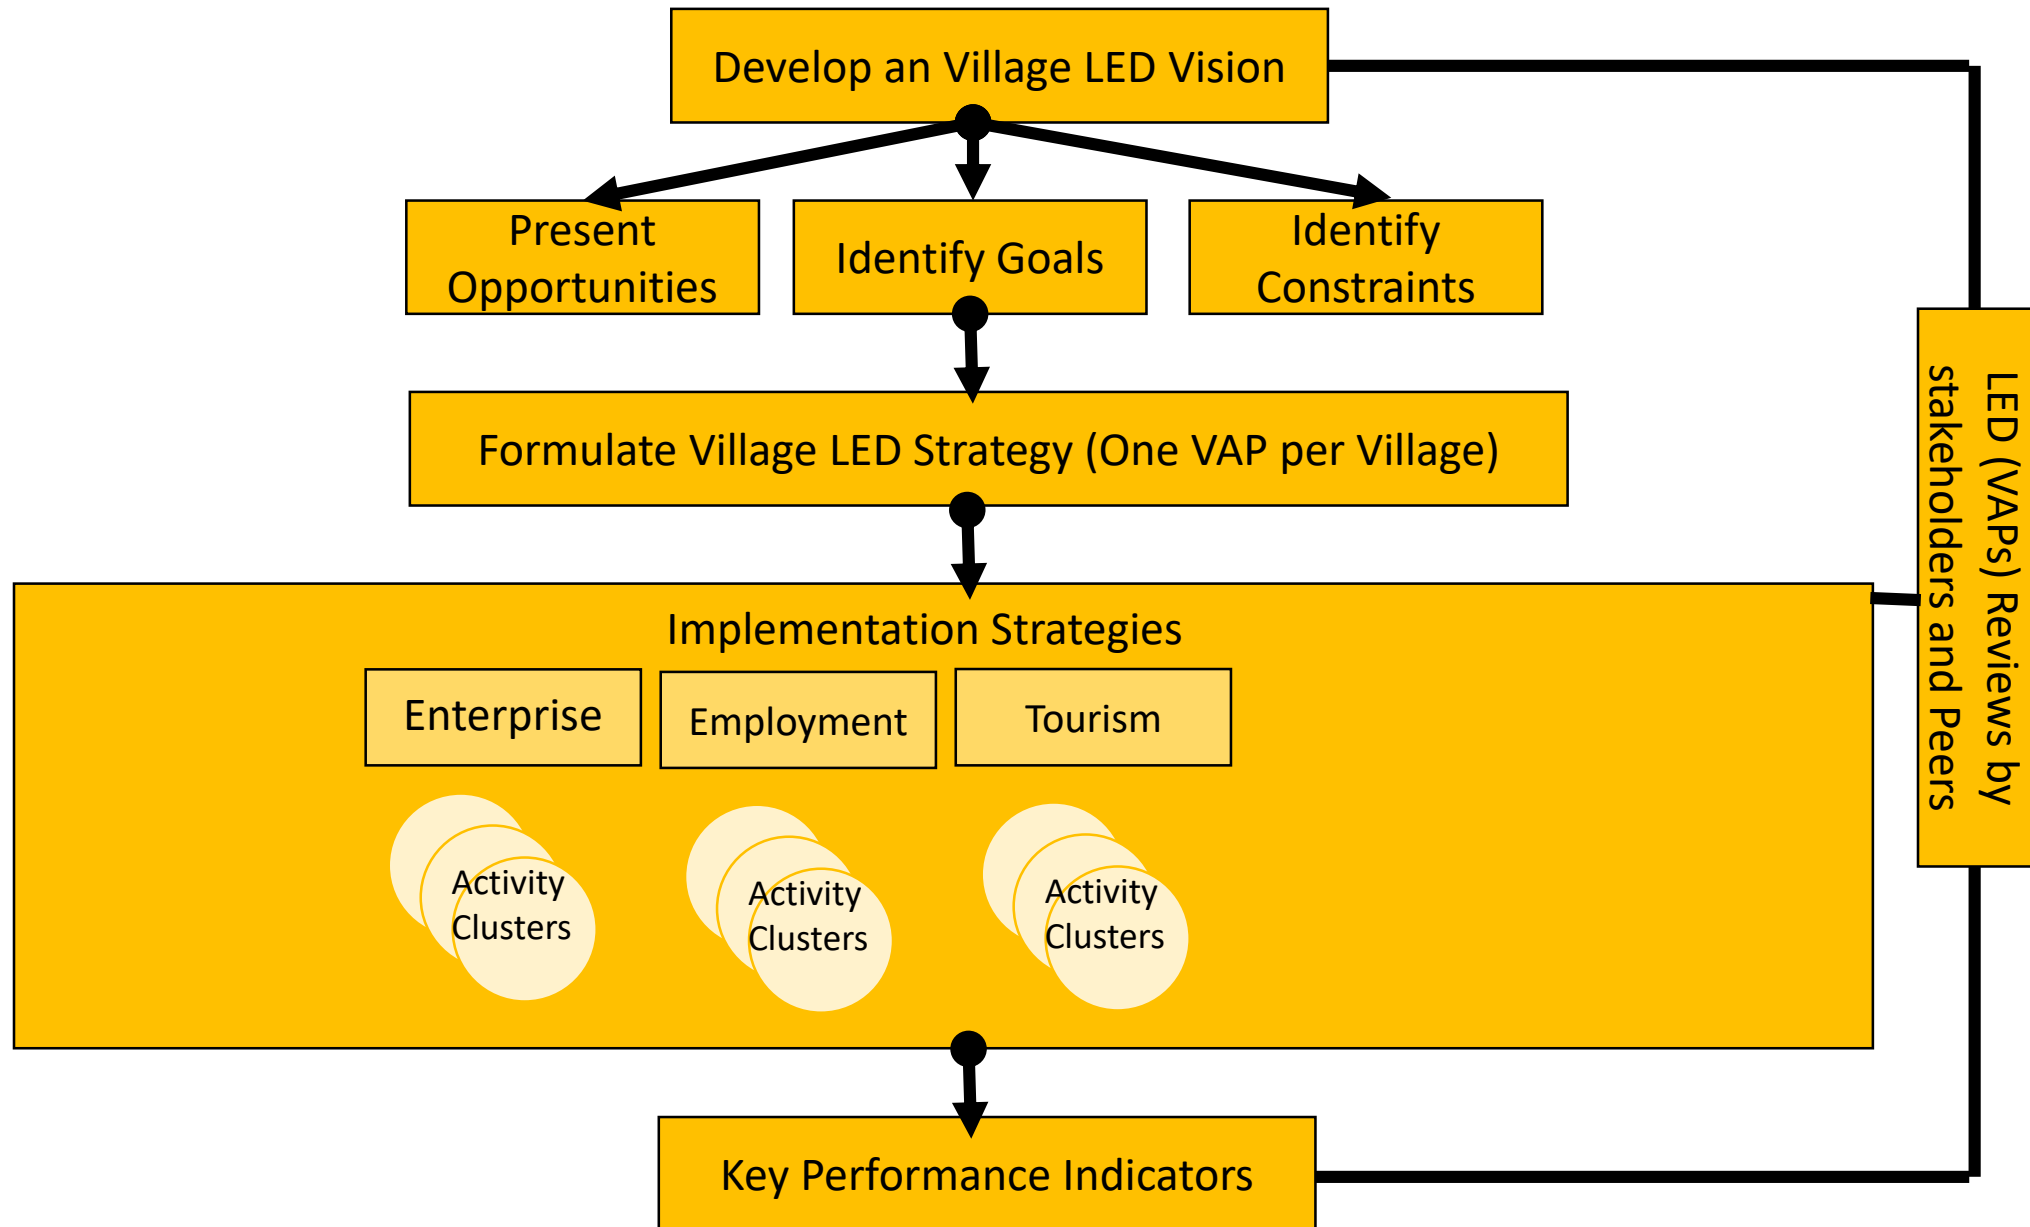 Develop an Village LED Vision
Present
Opportunities
Identify Goals
Identify
Constraints
Formulate Village LED Strategy (One VAP per Village)
Implementation Strategies
Enterprise
Employment
Tourism
Activity
Clusters
Activity
Clusters
Activity
Clusters
Key Performance Indicators
LED (VAPs) Reviews by
stakeholders and Peers